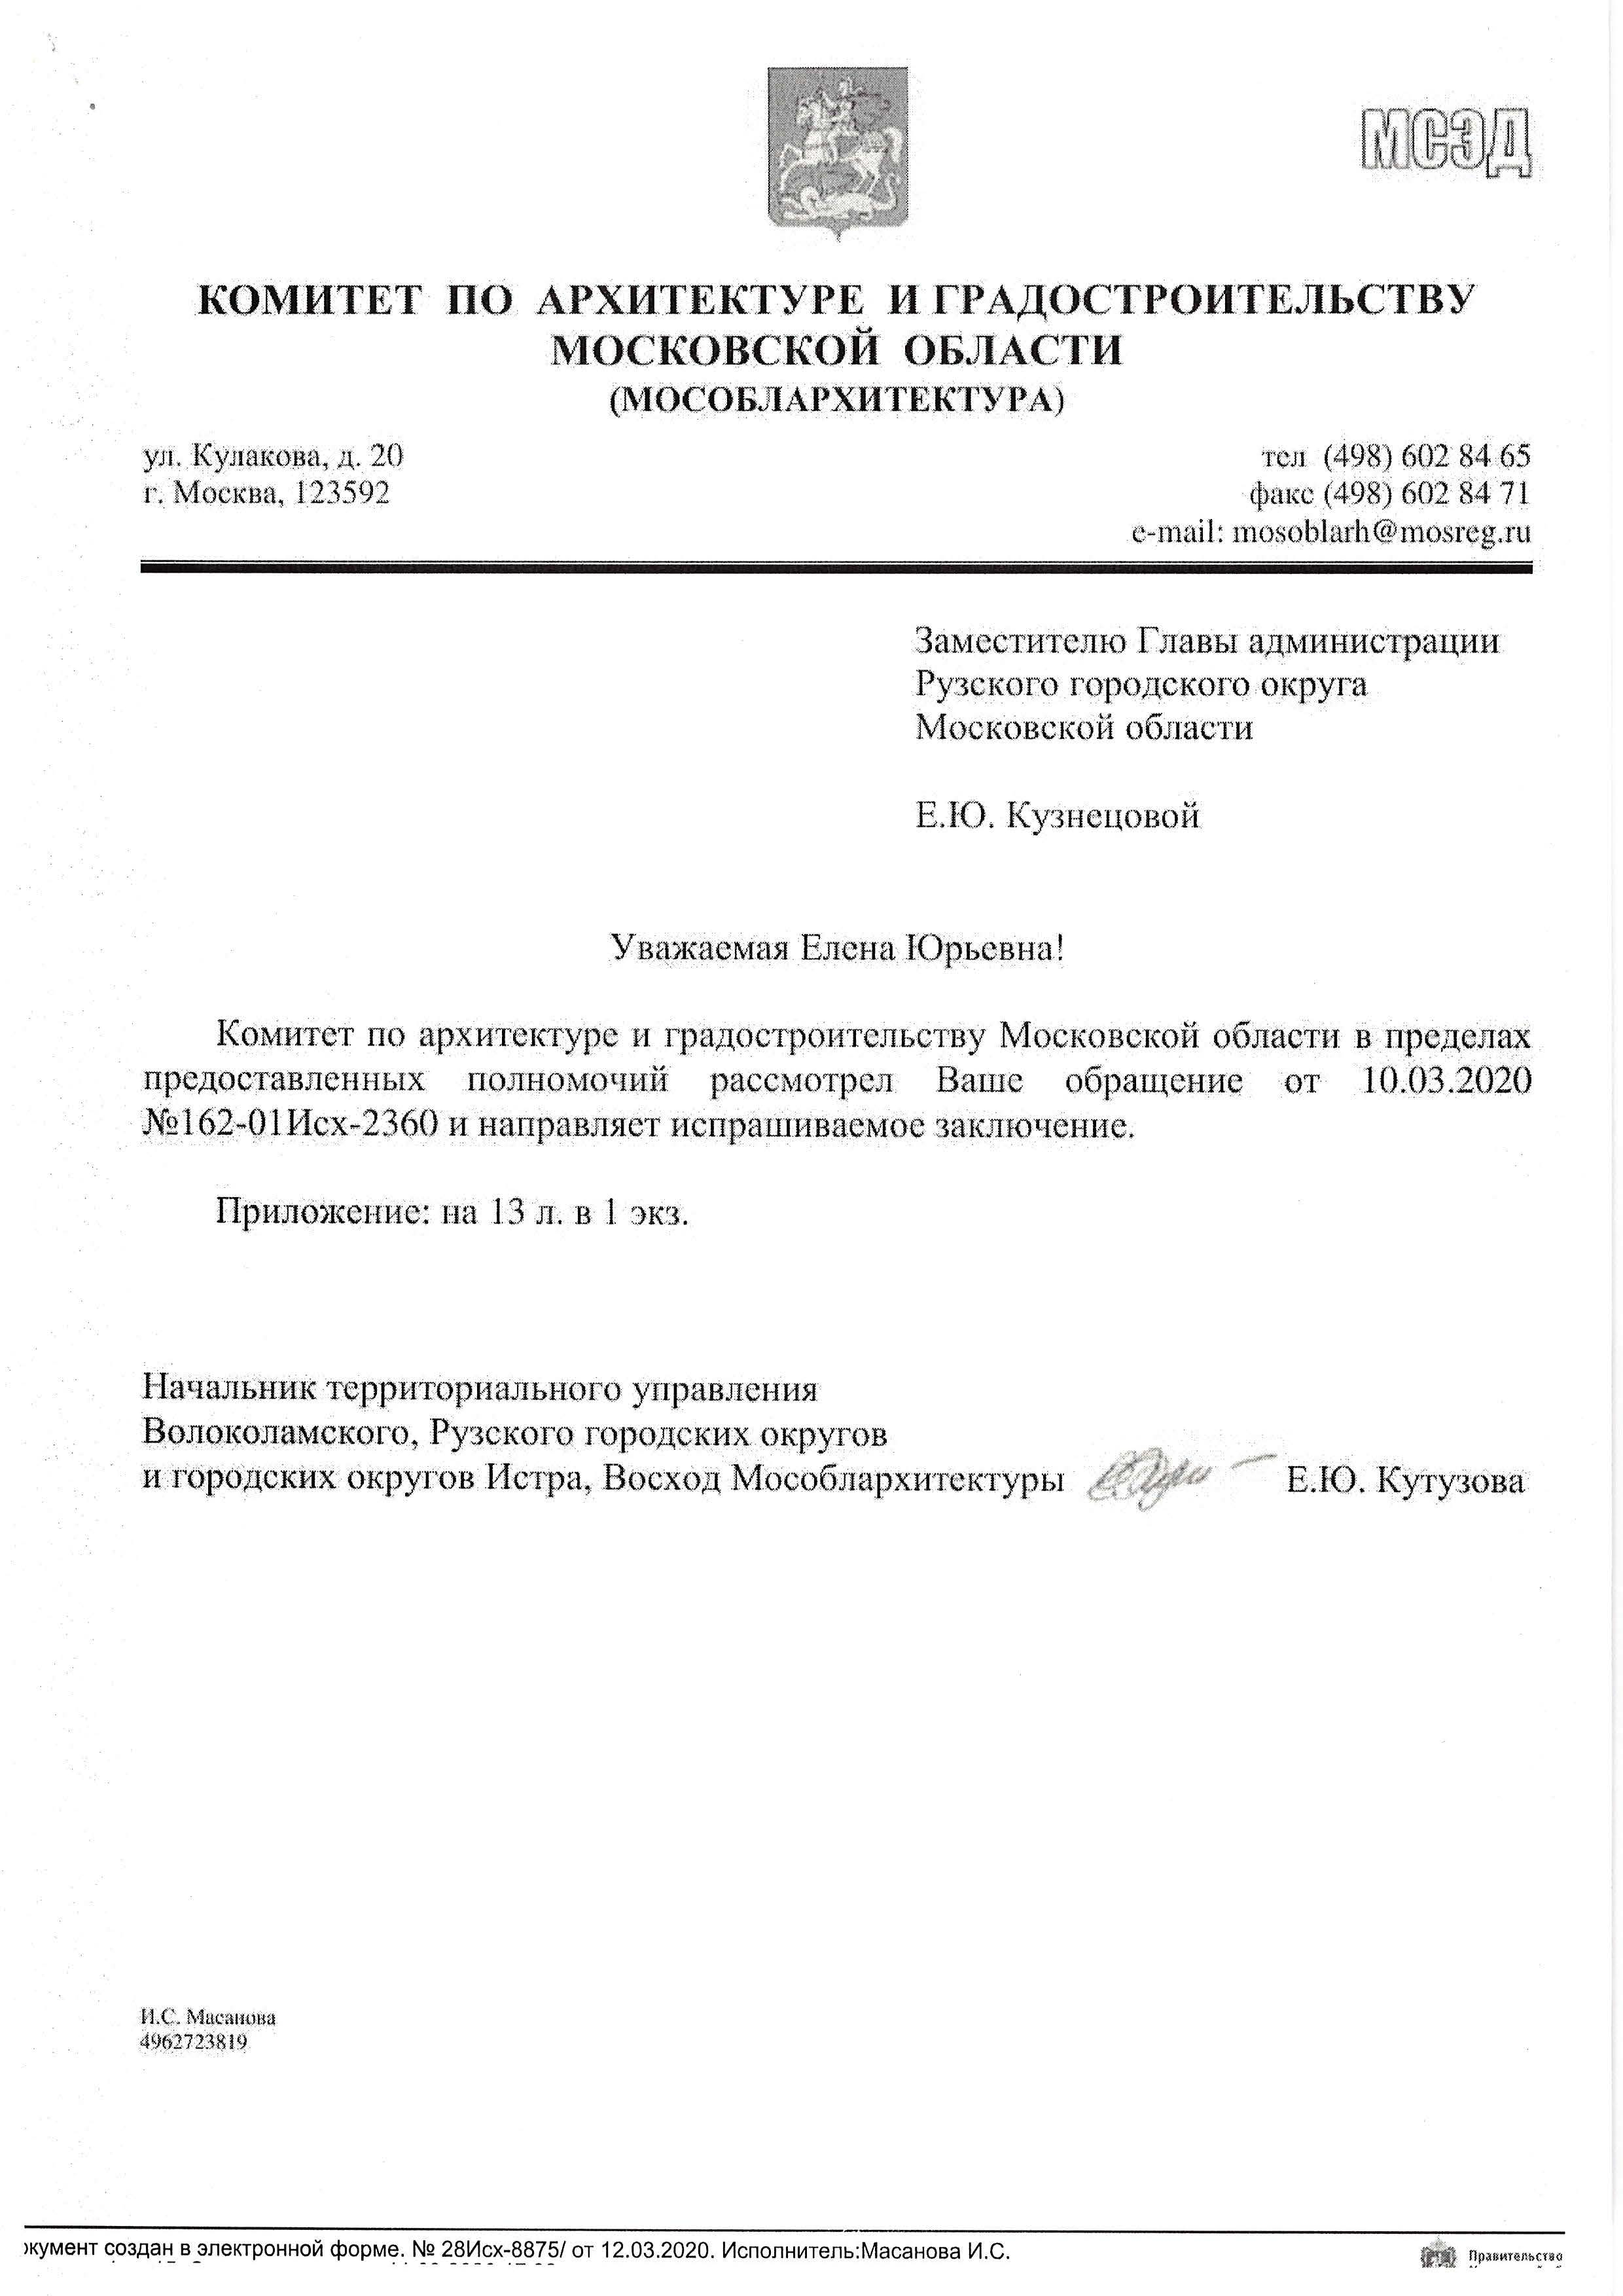 МСЭД
КОМИТЕТ ПО АРХИТЕКТУРЕ И ГРАДОСТРОИТЕЛЬСТВУ
МОСКОВСКОЙ ОБЛАСТИ
(МОСОБЛАРХИТЕКТУРА)
ул. Кулакова, д. 20
г. Москва, 123592
тел (498) 602 84 65
факс (498) 602 84 71
e-mail: mosoblarh@mosreg.ru
Заместителю Главы администрации
Рузского городского округа
Московской области
Е.Ю. Кузнецовой
Уважаемая Елена Юрьевна!
Комитет по архитектуре и градостроительству Московской области в пределах
предоставленных полномочий рассмотрел Ваше обращение от 10.03.2020
№162-01Исх-2360 и направляет испрашиваемое заключение.
Приложение: на 13 л. в 1 экз.
Начальник территориального управления
Волоколамского, Рузского городских округов
и городских округов Истра, Восход Мособлархитектуры Е.Ю. Кутузова
И.С. Масанова
4962723819
окумент создан в электронной форме. № 28Исх-8875/ от 12.03.2020. Исполнитель:Масанова И.С.
Правительство